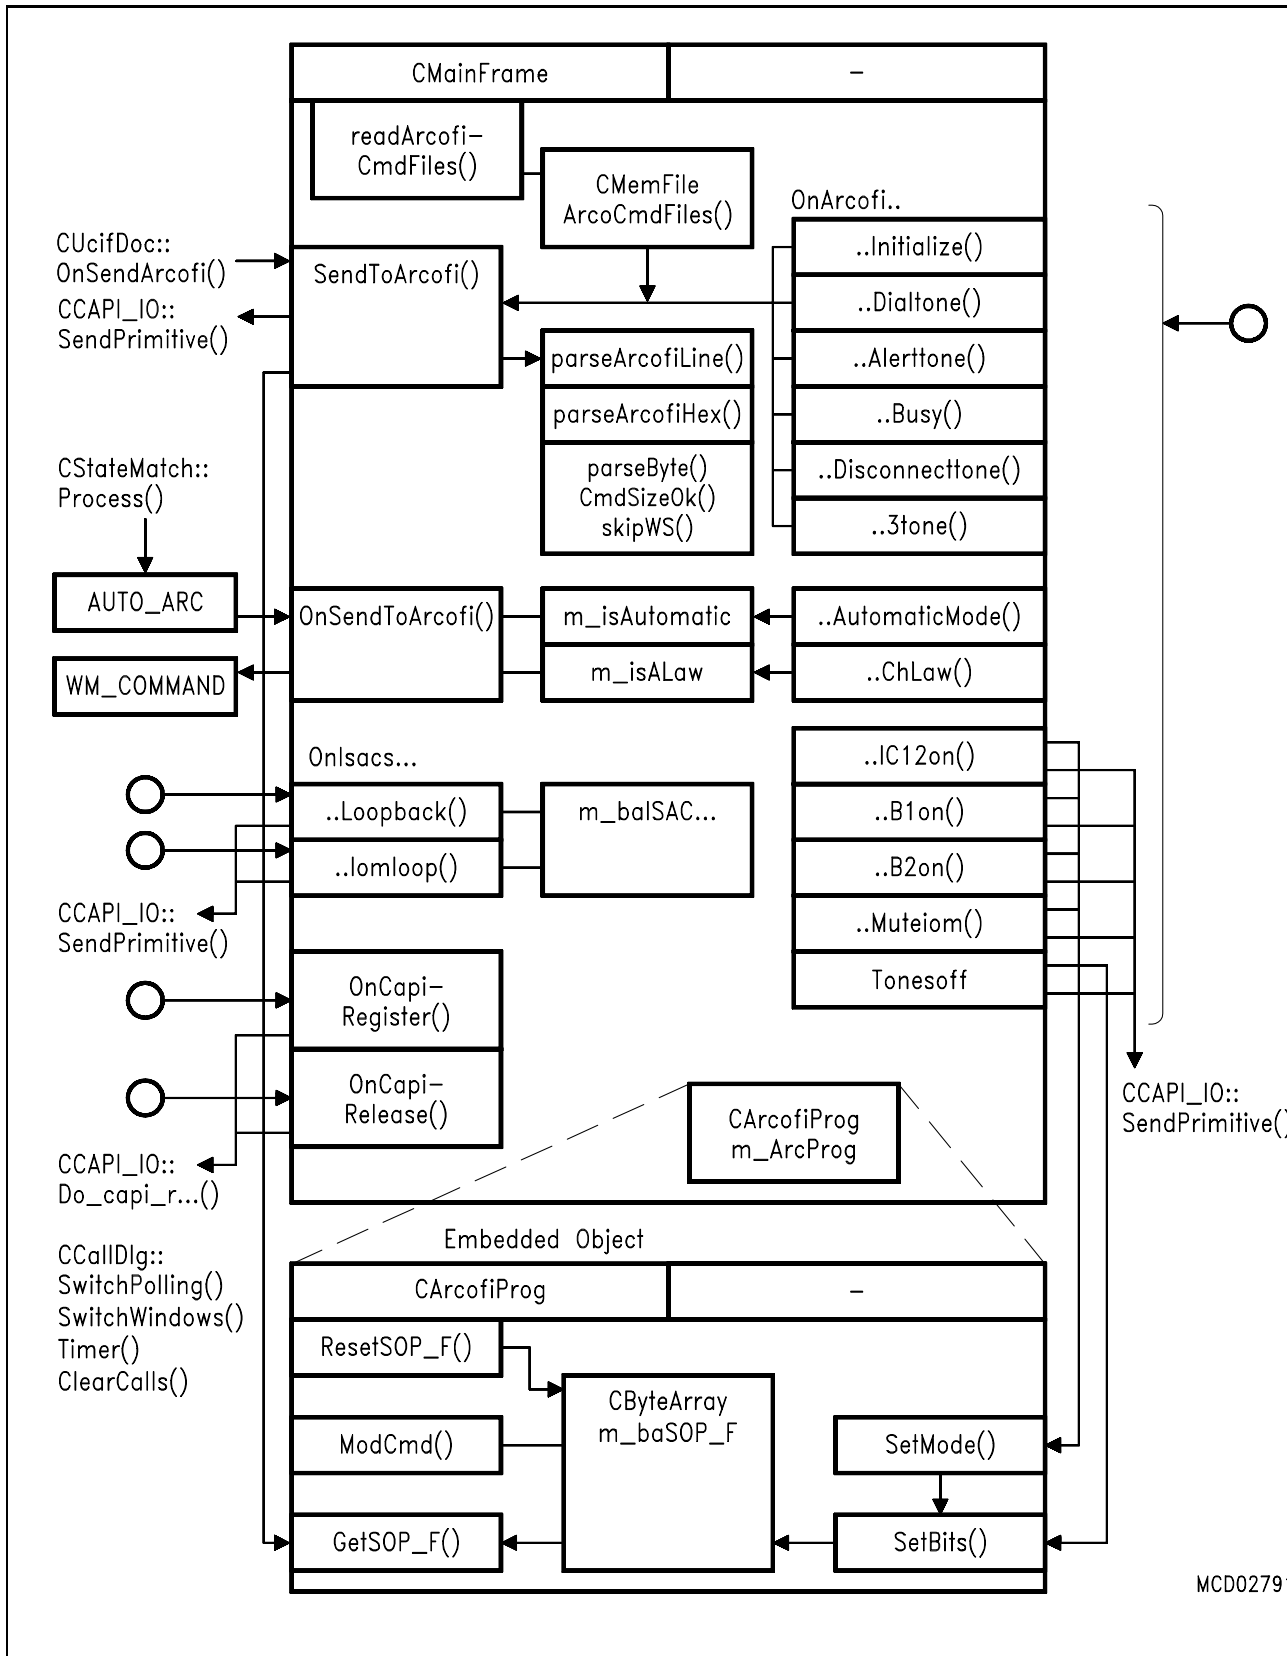 CMainFrame
–
readArcofi–
CmdFiles()
CMemFile
ArcoCmdFiles()
OnArcofi..
..Initialize()
CUcifDoc::
OnSendArcofi()
SendToArcofi()
..Dialtone()
CCAPI_IO::
SendPrimitive()
parseArcofiLine()
..Alerttone()
parseArcofiHex()
..Busy()
CStateMatch::
Process()
parseByte()
CmdSizeOk()
skipWS()
..Disconnecttone()
..3tone()
AUTO_ARC
OnSendToArcofi()
m_isAutomatic
..AutomaticMode()
WM_COMMAND
m_isALaw
..ChLaw()
OnIsacs...
..IC12on()
..Loopback()
m_baISAC...
..B1on()
..Iomloop()
..B2on()
CCAPI_IO::
SendPrimitive()
..Muteiom()
OnCapi–
Register()
Tonesoff
OnCapi–
Release()
CArcofiProg
m_ArcProg
CCAPI_IO::
SendPrimitive()
CCAPI_IO::
Do_capi_r...()
Embedded Object
CCallDlg::
SwitchPolling()
SwitchWindows()
Timer()
ClearCalls()
CArcofiProg
–
ResetSOP_F()
CByteArray
m_baSOP_F
ModCmd()
SetMode()
GetSOP_F()
SetBits()
MCD0279